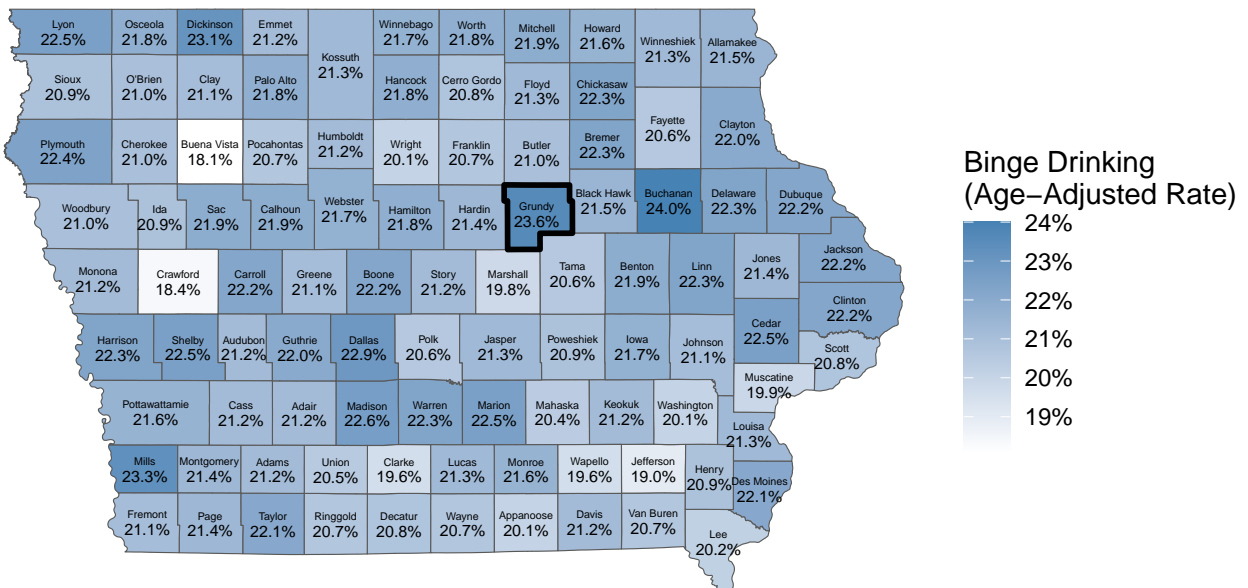 Lyon
22.5%
Osceola
21.8%
Dickinson
23.1%
Emmet
21.2%
Kossuth
21.3%
Winnebago
21.7%
Worth
21.8%
Mitchell
21.9%
Howard
21.6%
Winneshiek
21.3%
Allamakee
21.5%
Sioux
20.9%
O'Brien
21.0%
Clay
21.1%
Palo Alto
21.8%
Hancock
21.8%
Cerro Gordo
20.8%
Floyd
21.3%
Chickasaw
22.3%
Fayette
20.6%
Clayton
22.0%
Plymouth
22.4%
Cherokee
21.0%
Buena Vista
18.1%
Pocahontas
20.7%
Humboldt
21.2%
Wright
20.1%
Franklin
20.7%
Butler
21.0%
Bremer
22.3%
Woodbury
21.0%
Ida
20.9%
Sac
21.9%
Calhoun
21.9%
Webster
21.7%
Hamilton
21.8%
Hardin
21.4%
Grundy
23.6%
Black Hawk
21.5%
Buchanan
24.0%
Delaware
22.3%
Dubuque
22.2%
Monona
21.2%
Crawford
18.4%
Carroll
22.2%
Greene
21.1%
Boone
22.2%
Story
21.2%
Marshall
19.8%
Tama
20.6%
Benton
21.9%
Linn
22.3%
Jones
21.4%
Jackson
22.2%
Clinton
22.2%
Harrison
22.3%
Shelby
22.5%
Audubon
21.2%
Guthrie
22.0%
Dallas
22.9%
Polk
20.6%
Jasper
21.3%
Poweshiek
20.9%
Iowa
21.7%
Johnson
21.1%
Cedar
22.5%
Scott
20.8%
Muscatine
19.9%
Pottawattamie
21.6%
Cass
21.2%
Adair
21.2%
Madison
22.6%
Warren
22.3%
Marion
22.5%
Mahaska
20.4%
Keokuk
21.2%
Washington
20.1%
Louisa
21.3%
Mills
23.3%
Montgomery
21.4%
Adams
21.2%
Union
20.5%
Clarke
19.6%
Lucas
21.3%
Monroe
21.6%
Wapello
19.6%
Jefferson
19.0%
Henry
20.9%
Des Moines
22.1%
Fremont
21.1%
Page
21.4%
Taylor
22.1%
Ringgold
20.7%
Decatur
20.8%
Wayne
20.7%
Appanoose
20.1%
Davis
21.2%
Van Buren
20.7%
Lee
20.2%
Binge Drinking
(Age−Adjusted Rate)
24%
23%
22%
21%
20%
19%